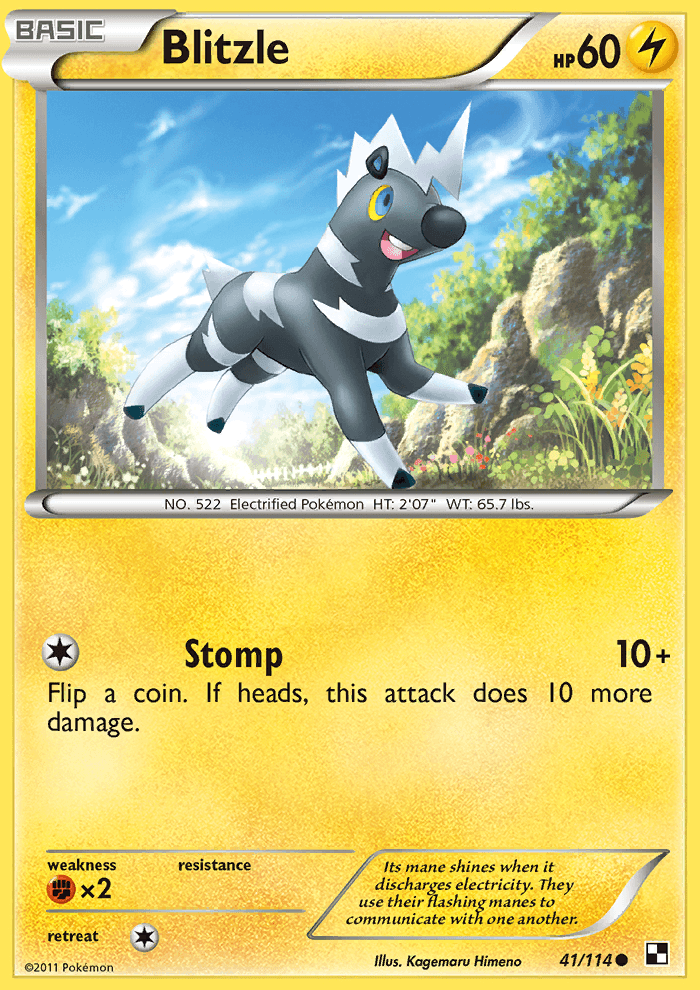 BASIC
Blitzle
HP60
NO. 522 Electrified Pokémon HT: 2'07" WT: 65.7 lbs.
Stomp 10+
Flip a coin. If heads, this attack does 10 more
damage.
weakness resistance
×2
retreat
Its mane shines when it
discharges electricity. They
use their flashing manes to
communicate with one another.
©2011 Pokémon
Illus. Kagemaru Himeno
41/114